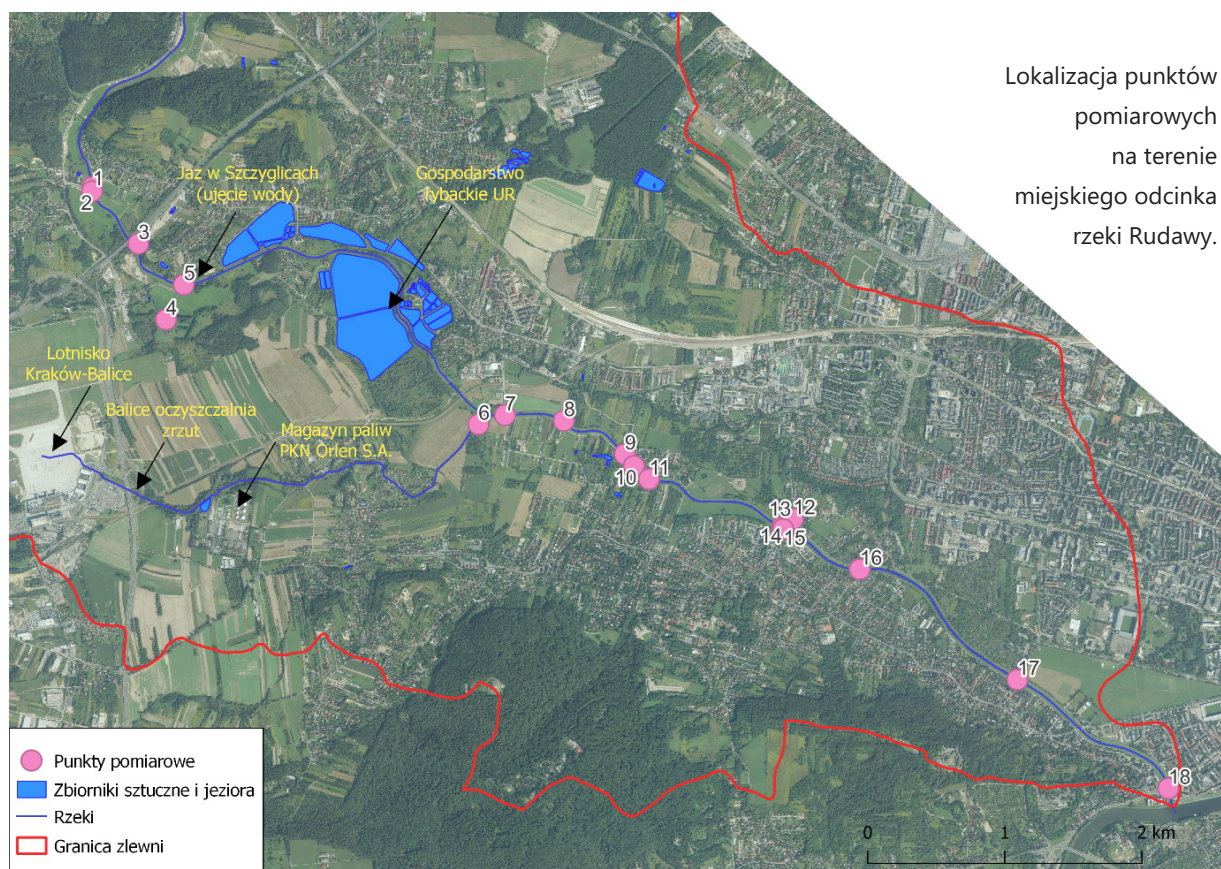 Lokalizacja punktów
pomiarowych
na terenie
miejskiego odcinka
rzeki Rudawy.
1
2
3
Jaz w Szczyglicach
(ujęcie wody)
Gospodarstwo
rybackie UR
5
4
Lotnisko
Kraków-Balice
Balice oczyszczalnia
zrzut
Magazyn paliw
PKN Orlen S.A.
6
7
8
9
10
11
13
12
14
15
16
17
18
Punkty pomiarowe
Zbiorniki sztuczne i jeziora
Rzeki
Granica zlewni
0 1 2 km